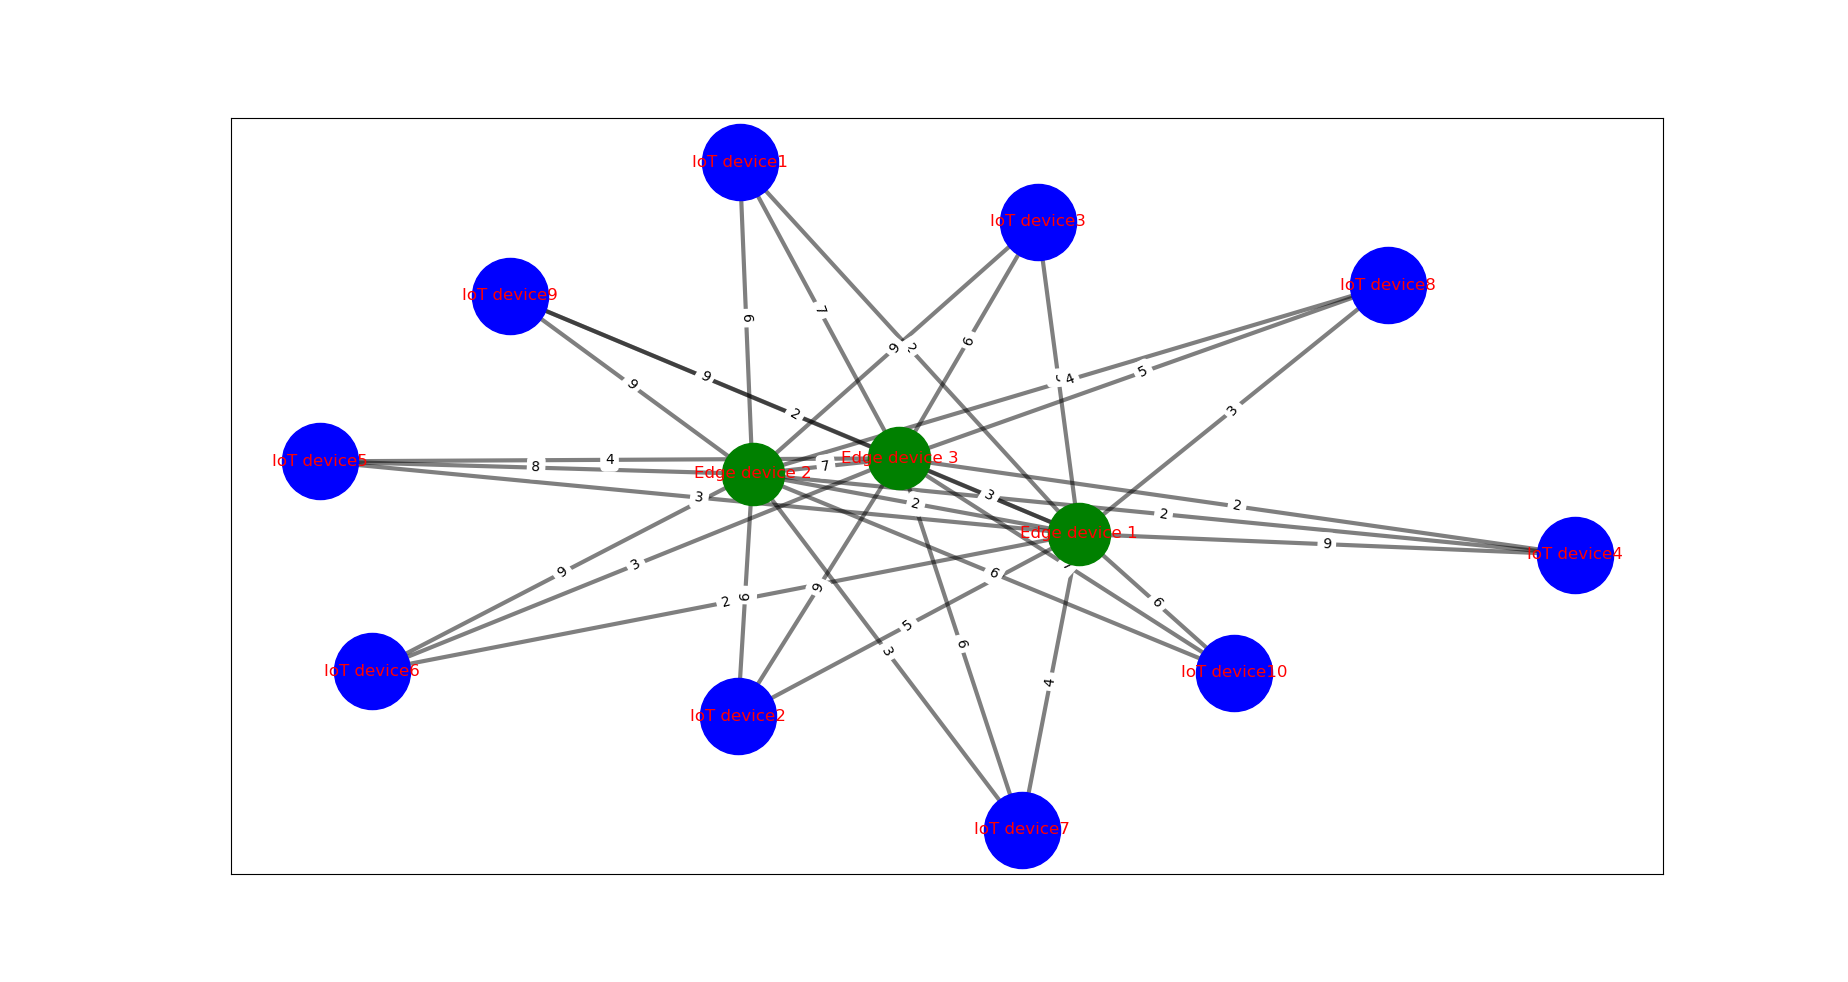 IoT device1
IoT device3
IoT device8
IoT device9
6
7
9
2
6
9
9
4
5
3
2
IoT device5
4
8
7
Edge device 3
Edge device 2
3
3
2
2
2
Edge device 1
9
IoT device4
9
3
6
2
9
9
5
6
3
6
4
IoT device6
IoT device10
IoT device2
IoT device7